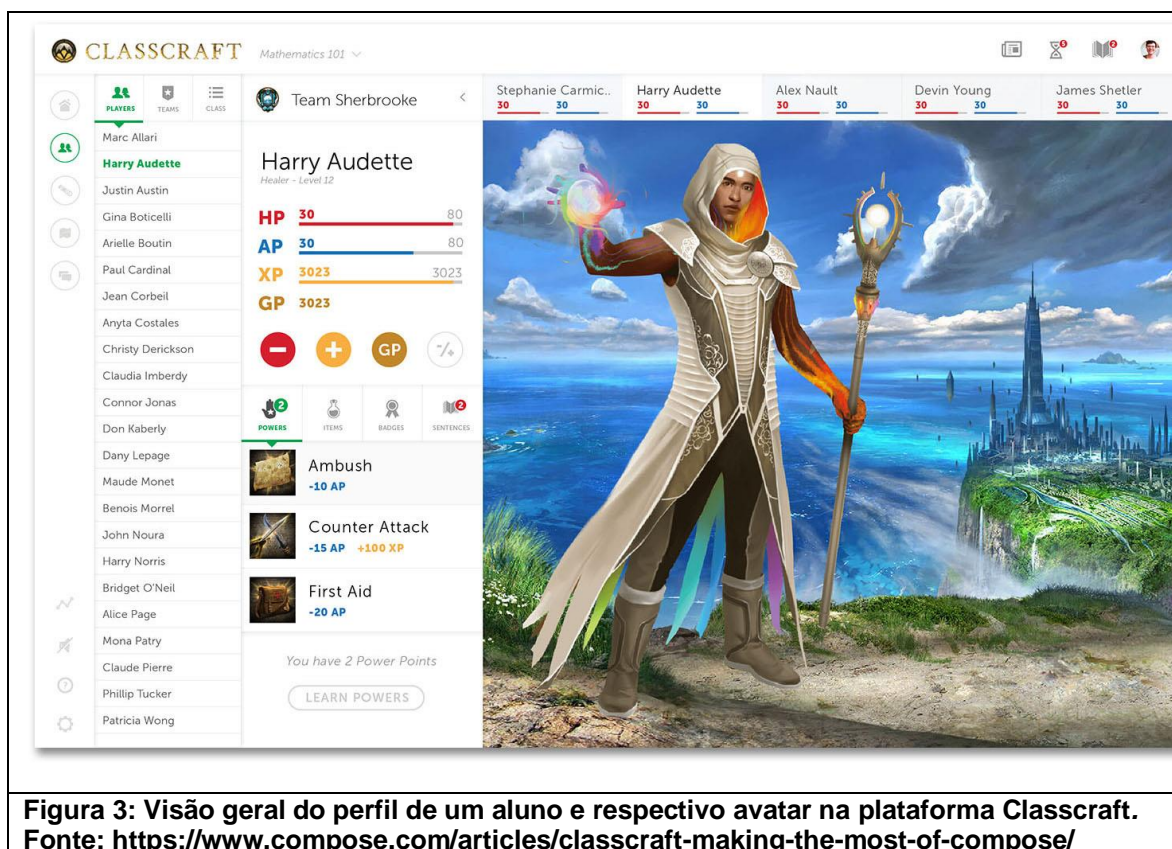 CLASSCRAFT
Mathematics 101
5
2
PLAYERS
TEAMS
CLASS
Marc Allari
Harry Audette
Justin Austin
Gina Boticelli
Arielle Boutin
Paul Cardinal
Jean Corbeil
Anyta Costales
Christy Derickson
Claudia Imberdy
Connor Jonas
Don Kaberly
Dany Lepage
Maude Monet
Benois Morrel
John Noura
Harry Norris
Bridget O'Neil
Alice Page
Mona Patry
Claude Pierre
Phillip Tucker
Patricia Wong
Team Sherbrooke
Harry Audette
Healer - Level 12
HP 30 80
AP 30 80
XP 3023 3023
GP 3023
GP
2
2
POWERS
ITEMS
BADGES
SENTENCES
Ambush
-10 AP
Counter Attack
-15 AP +100 XP
First Aid
-20 AP
You have 2 Power Points
LEARN POWERS
Stephanie Carmic..
30 30
Harry Audette
30 30
Alex Nault
30 30
Devin Young
30 30
James Shetler
30 30
Figura 3: Visão geral do perfil de um aluno e respectivo avatar na plataforma Classcraft.
Fonte: https://www.compose.com/articles/classcraft-making-the-most-of-compose/